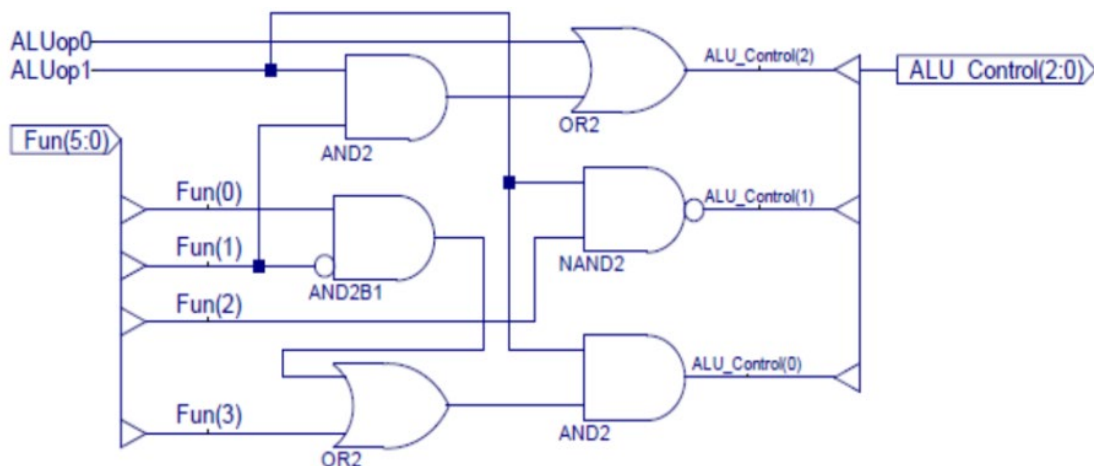 ALUop0
ALUop1
ALU_Control(2)
ALU_Control(2:0)
OR2
Fun(5:0)
AND2
Fun(0)
ALU_Control(1)
Fun(1)
NAND2
AND2B1
Fun(2)
ALU_Control(0)
Fun(3)
AND2
OR2